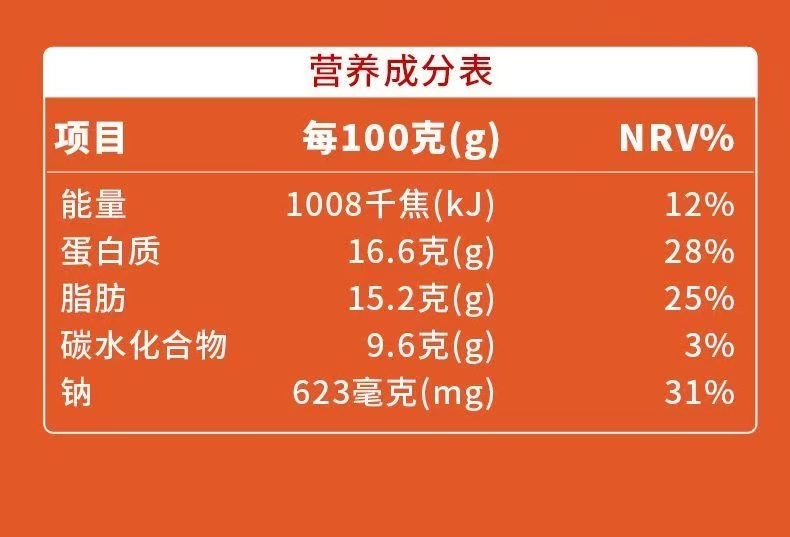 营养成分表
项目 每100克(g) NRV%
能量 1008千焦(kJ) 12%
蛋白质 16.6克(g) 28%
脂肪 15.2克(g) 25%
碳水化合物 9.6克(g) 3%
钠 623毫克(mg) 31%